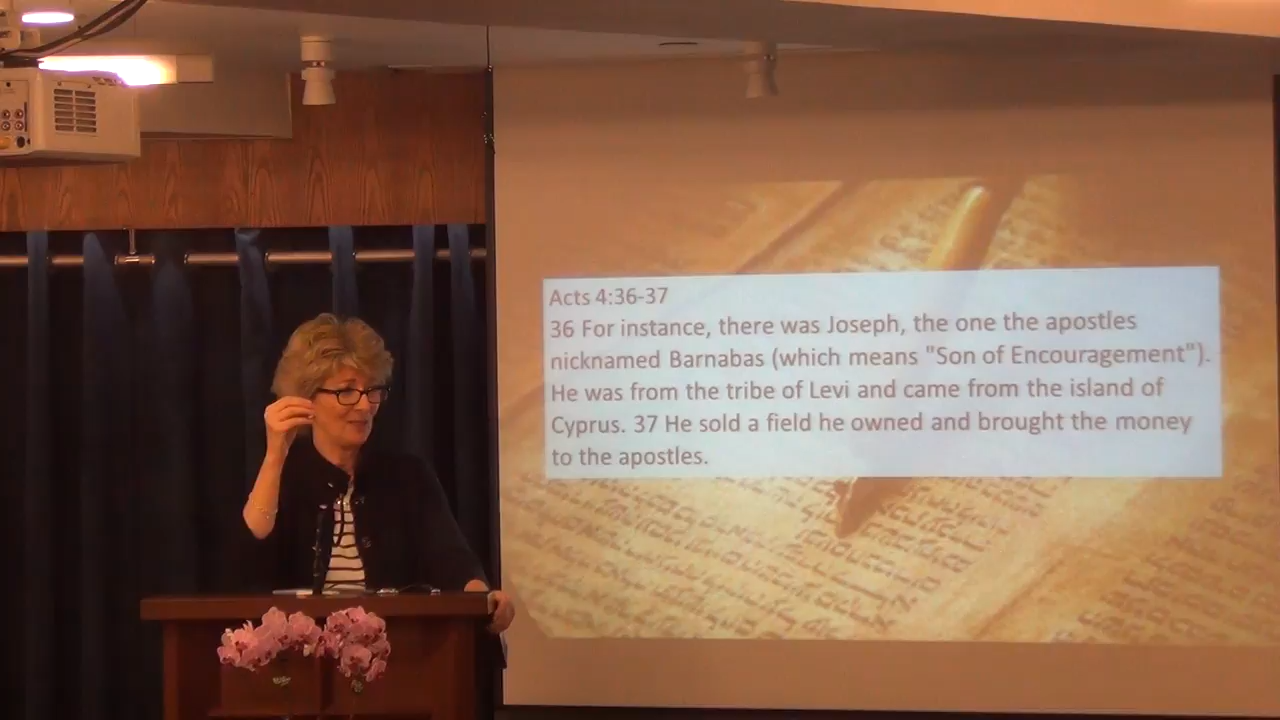 Acts 4:36-37
36 For instance, there was Joseph, the one the apostles
nicknamed Barnabas (which means "Son of Encouragement").
He was from the tribe of Levi and came from the island of
Cyprus. 37 He sold a field he owned and brought the money
to the apostles.